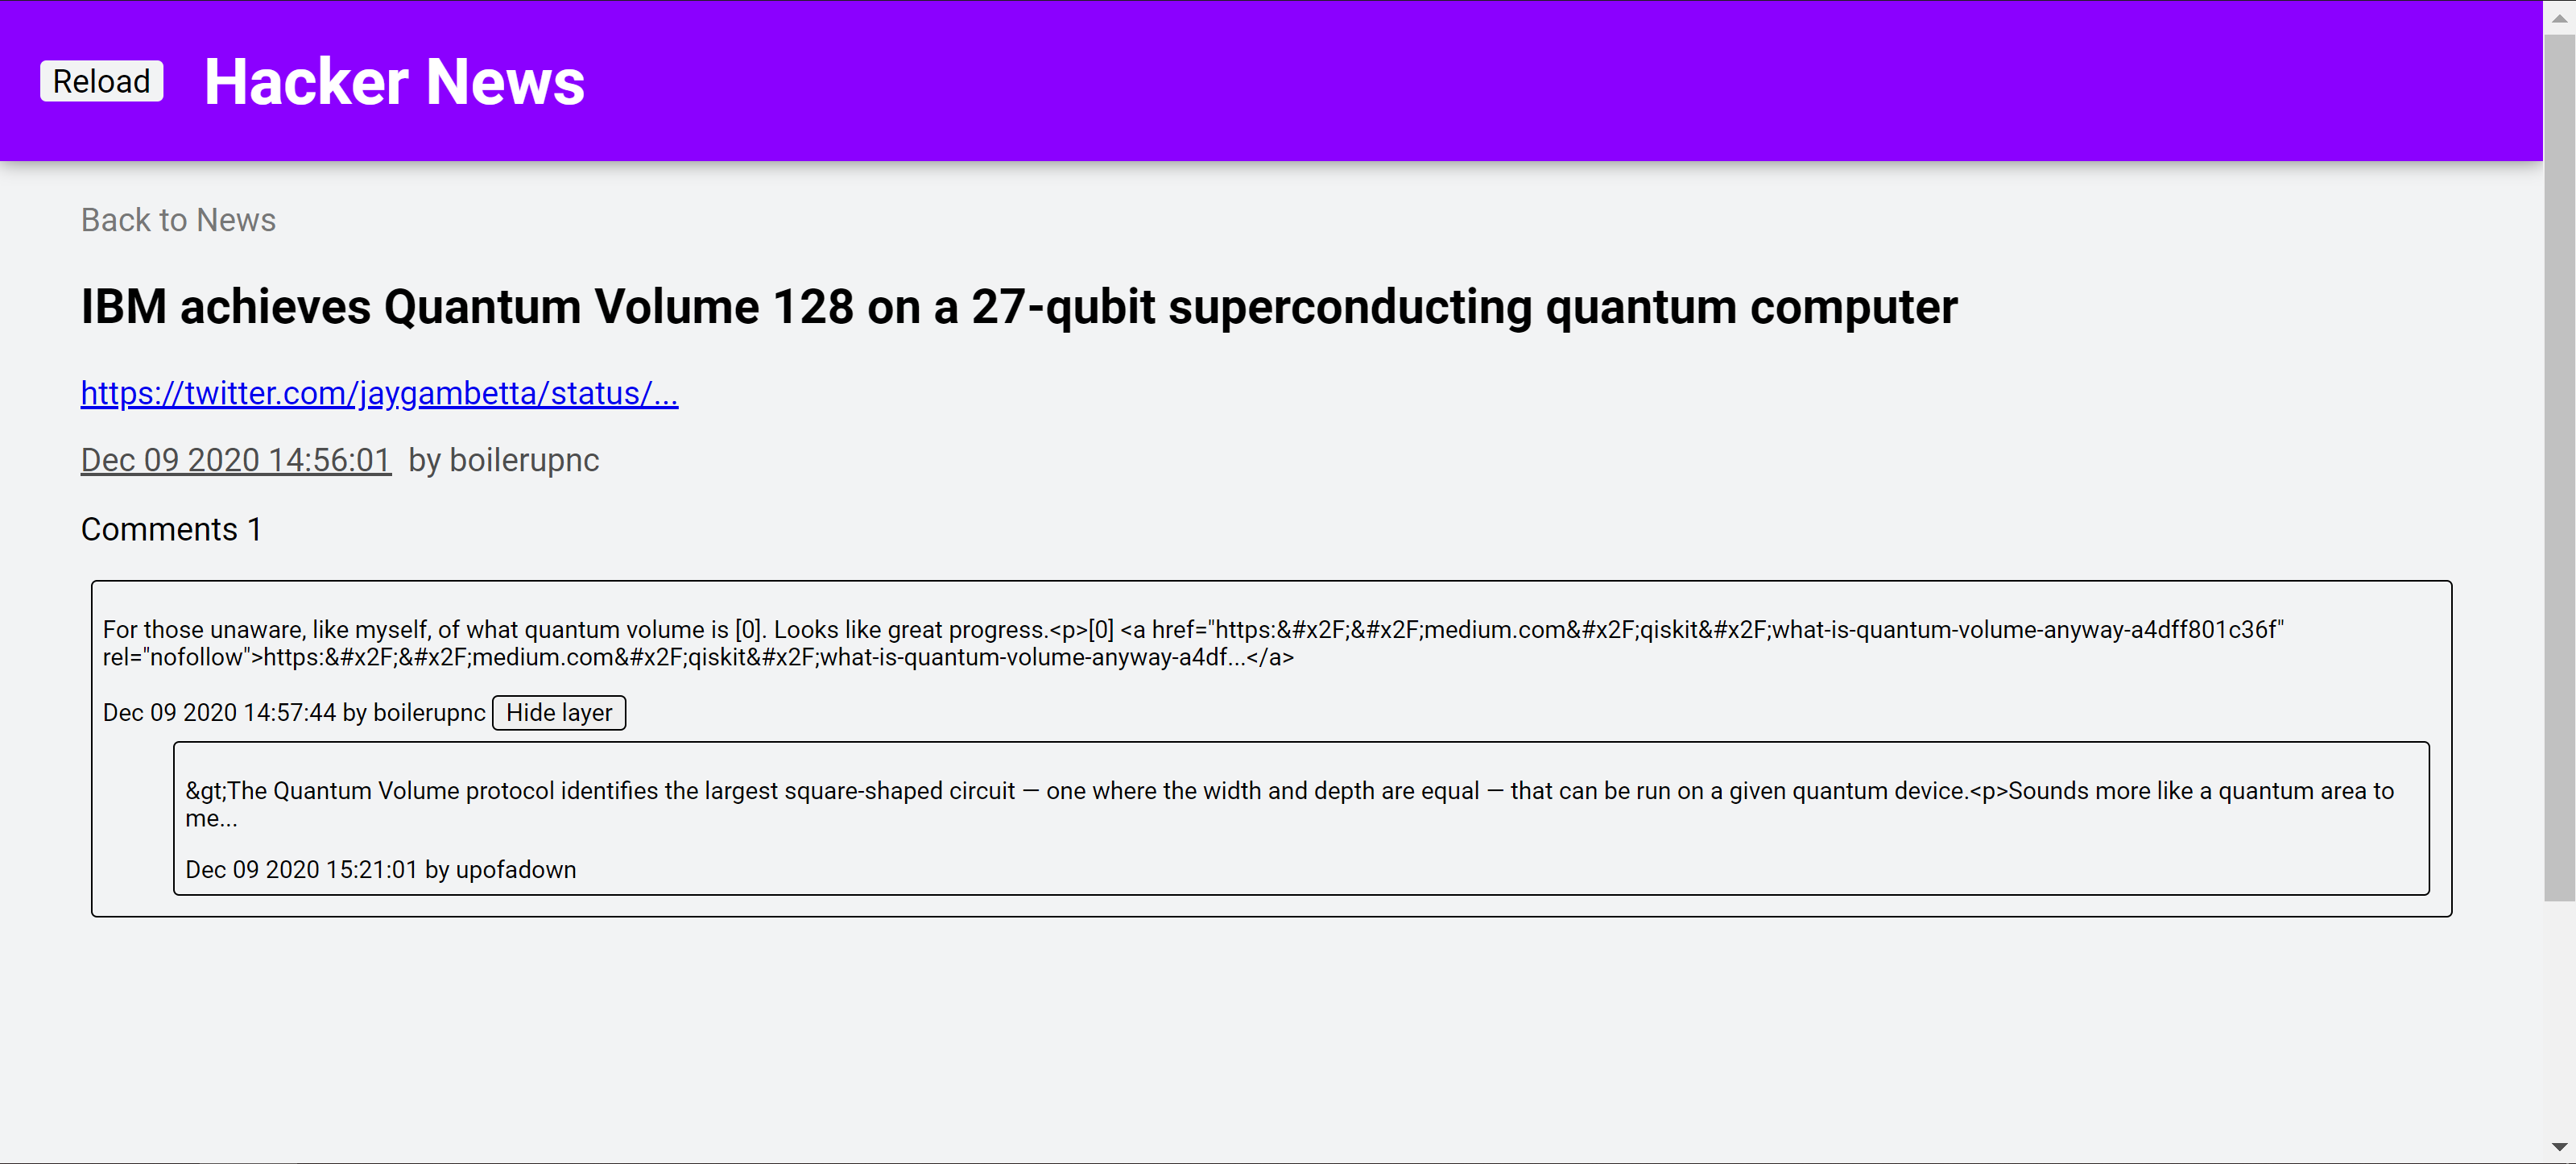 Reload
Hacker News
Back to News
IBM achieves Quantum Volume 128 on a 27-qubit superconducting quantum computer
https://twitter.com/jaygambetta/status/...
Dec 09 2020 14:56:01 by boilerupnc
Comments 1
For those unaware, like myself, of what quantum volume is [0]. Looks like great progress.<p>[0] <a href="https:&#x2F;&#x2F;medium.com&#x2F;qiskit&#x2F;what-is-quantum-volume-anyway-a4dff801c36f"
rel="nofollow">https:&#x2F;&#x2F;medium.com&#x2F;qiskit&#x2F;what-is-quantum-volume-anyway-a4df...</a>
Dec 09 2020 14:57:44 by boilerupnc Hide layer
&gt;The Quantum Volume protocol identifies the largest square-shaped circuit — one where the width and depth are equal — that can be run on a given quantum device.<p>Sounds more like a quantum area to
me...
Dec 09 2020 15:21:01 by upofadown